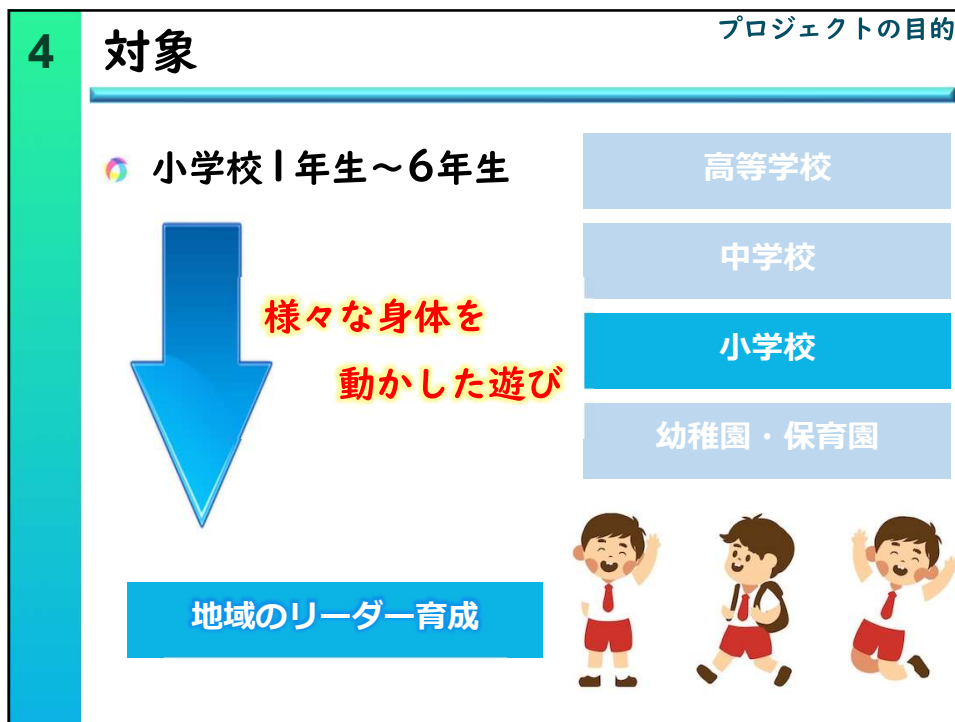 プロジェクトの目的
4
対象
小学校1年生～6年生
様々な身体を
動かした遊び
地域のリーダー育成
高等学校
中学校
小学校
幼稚園・保育園